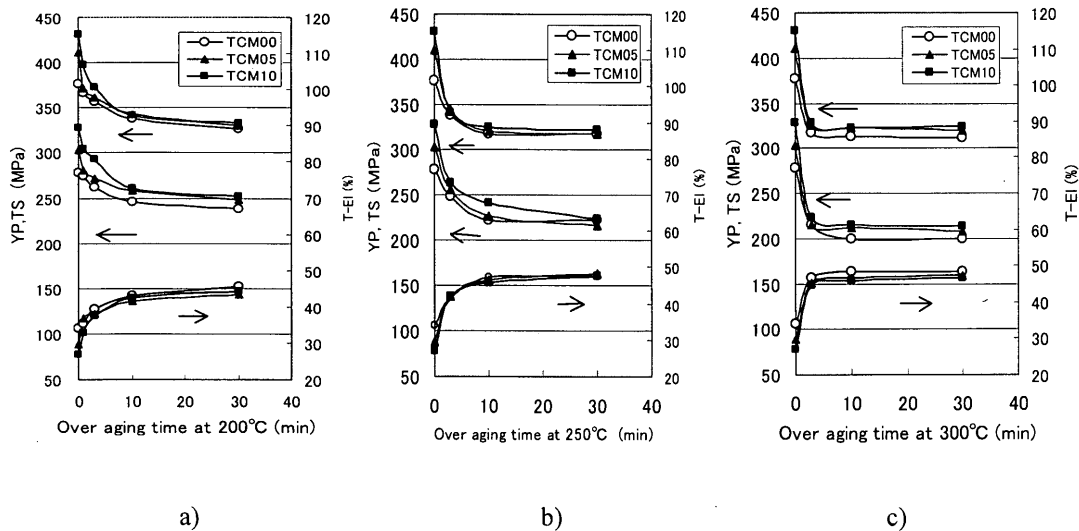 450
400
350
300
250
200
150
100
50
YP, TS (MPa)
120
110
100
90
80
70
60
50
40
30
20
T-El (%)
TCM00
TCM05
TCM10
0 10 20 30 40
Over aging time at 200℃ (min)
a)
450
400
350
300
250
200
150
100
50
YP, TS (MPa)
120
110
100
90
80
70
60
50
40
30
20
T-El (%)
TCM00
TCM05
TCM10
0 10 20 30 40
Over aging time at 250℃ (min)
b)
450
400
350
300
250
200
150
100
50
YP, TS (MPa)
120
110
100
90
80
70
60
50
40
30
20
T-El (%)
TCM00
TCM05
TCM10
0 10 20 30 40
Over aging time at 300℃ (min)
c)